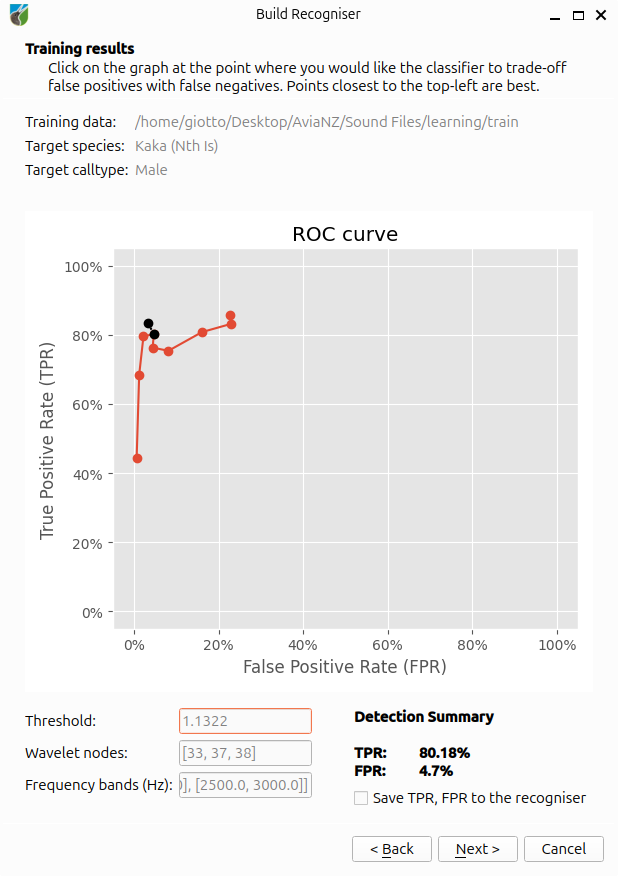 Build Recogniser
Training results
Click on the graph at the point where you would like the classifier to trade-off
false positives with false negatives. Points closest to the top-left are best.
Training data: /home/giotto/Desktop/AviaNZ/Sound Files/learning/train
Target species: Kaka (Nth Is)
Target calltype: Male
ROC curve
100%
80%
60%
40%
20%
0%
True Positive Rate (TPR)
0% 20% 40% 60% 80% 100%
False Positive Rate (FPR)
Threshold: 1.1322
Wavelet nodes: [33, 37, 38]
Frequency bands (Hz): ], [2500.0, 3000.0]]
Detection Summary
TPR: 80.18%
FPR: 4.7%
Save TPR, FPR to the recogniser
< Back Next > Cancel